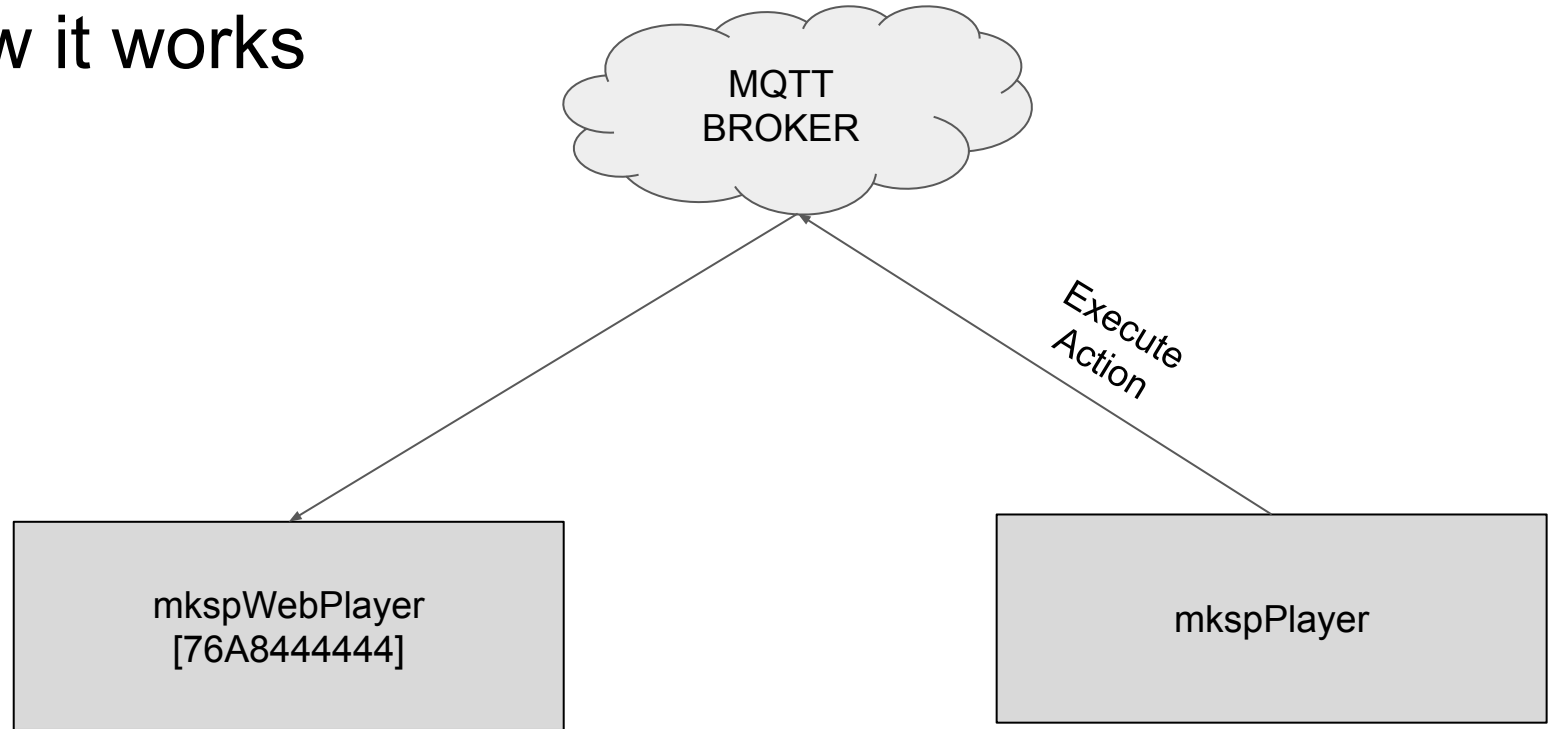 w it works
MQTT
BROKER
Execute
Action
mkspWebPlayer
[76A8444444]
mkspPlayer